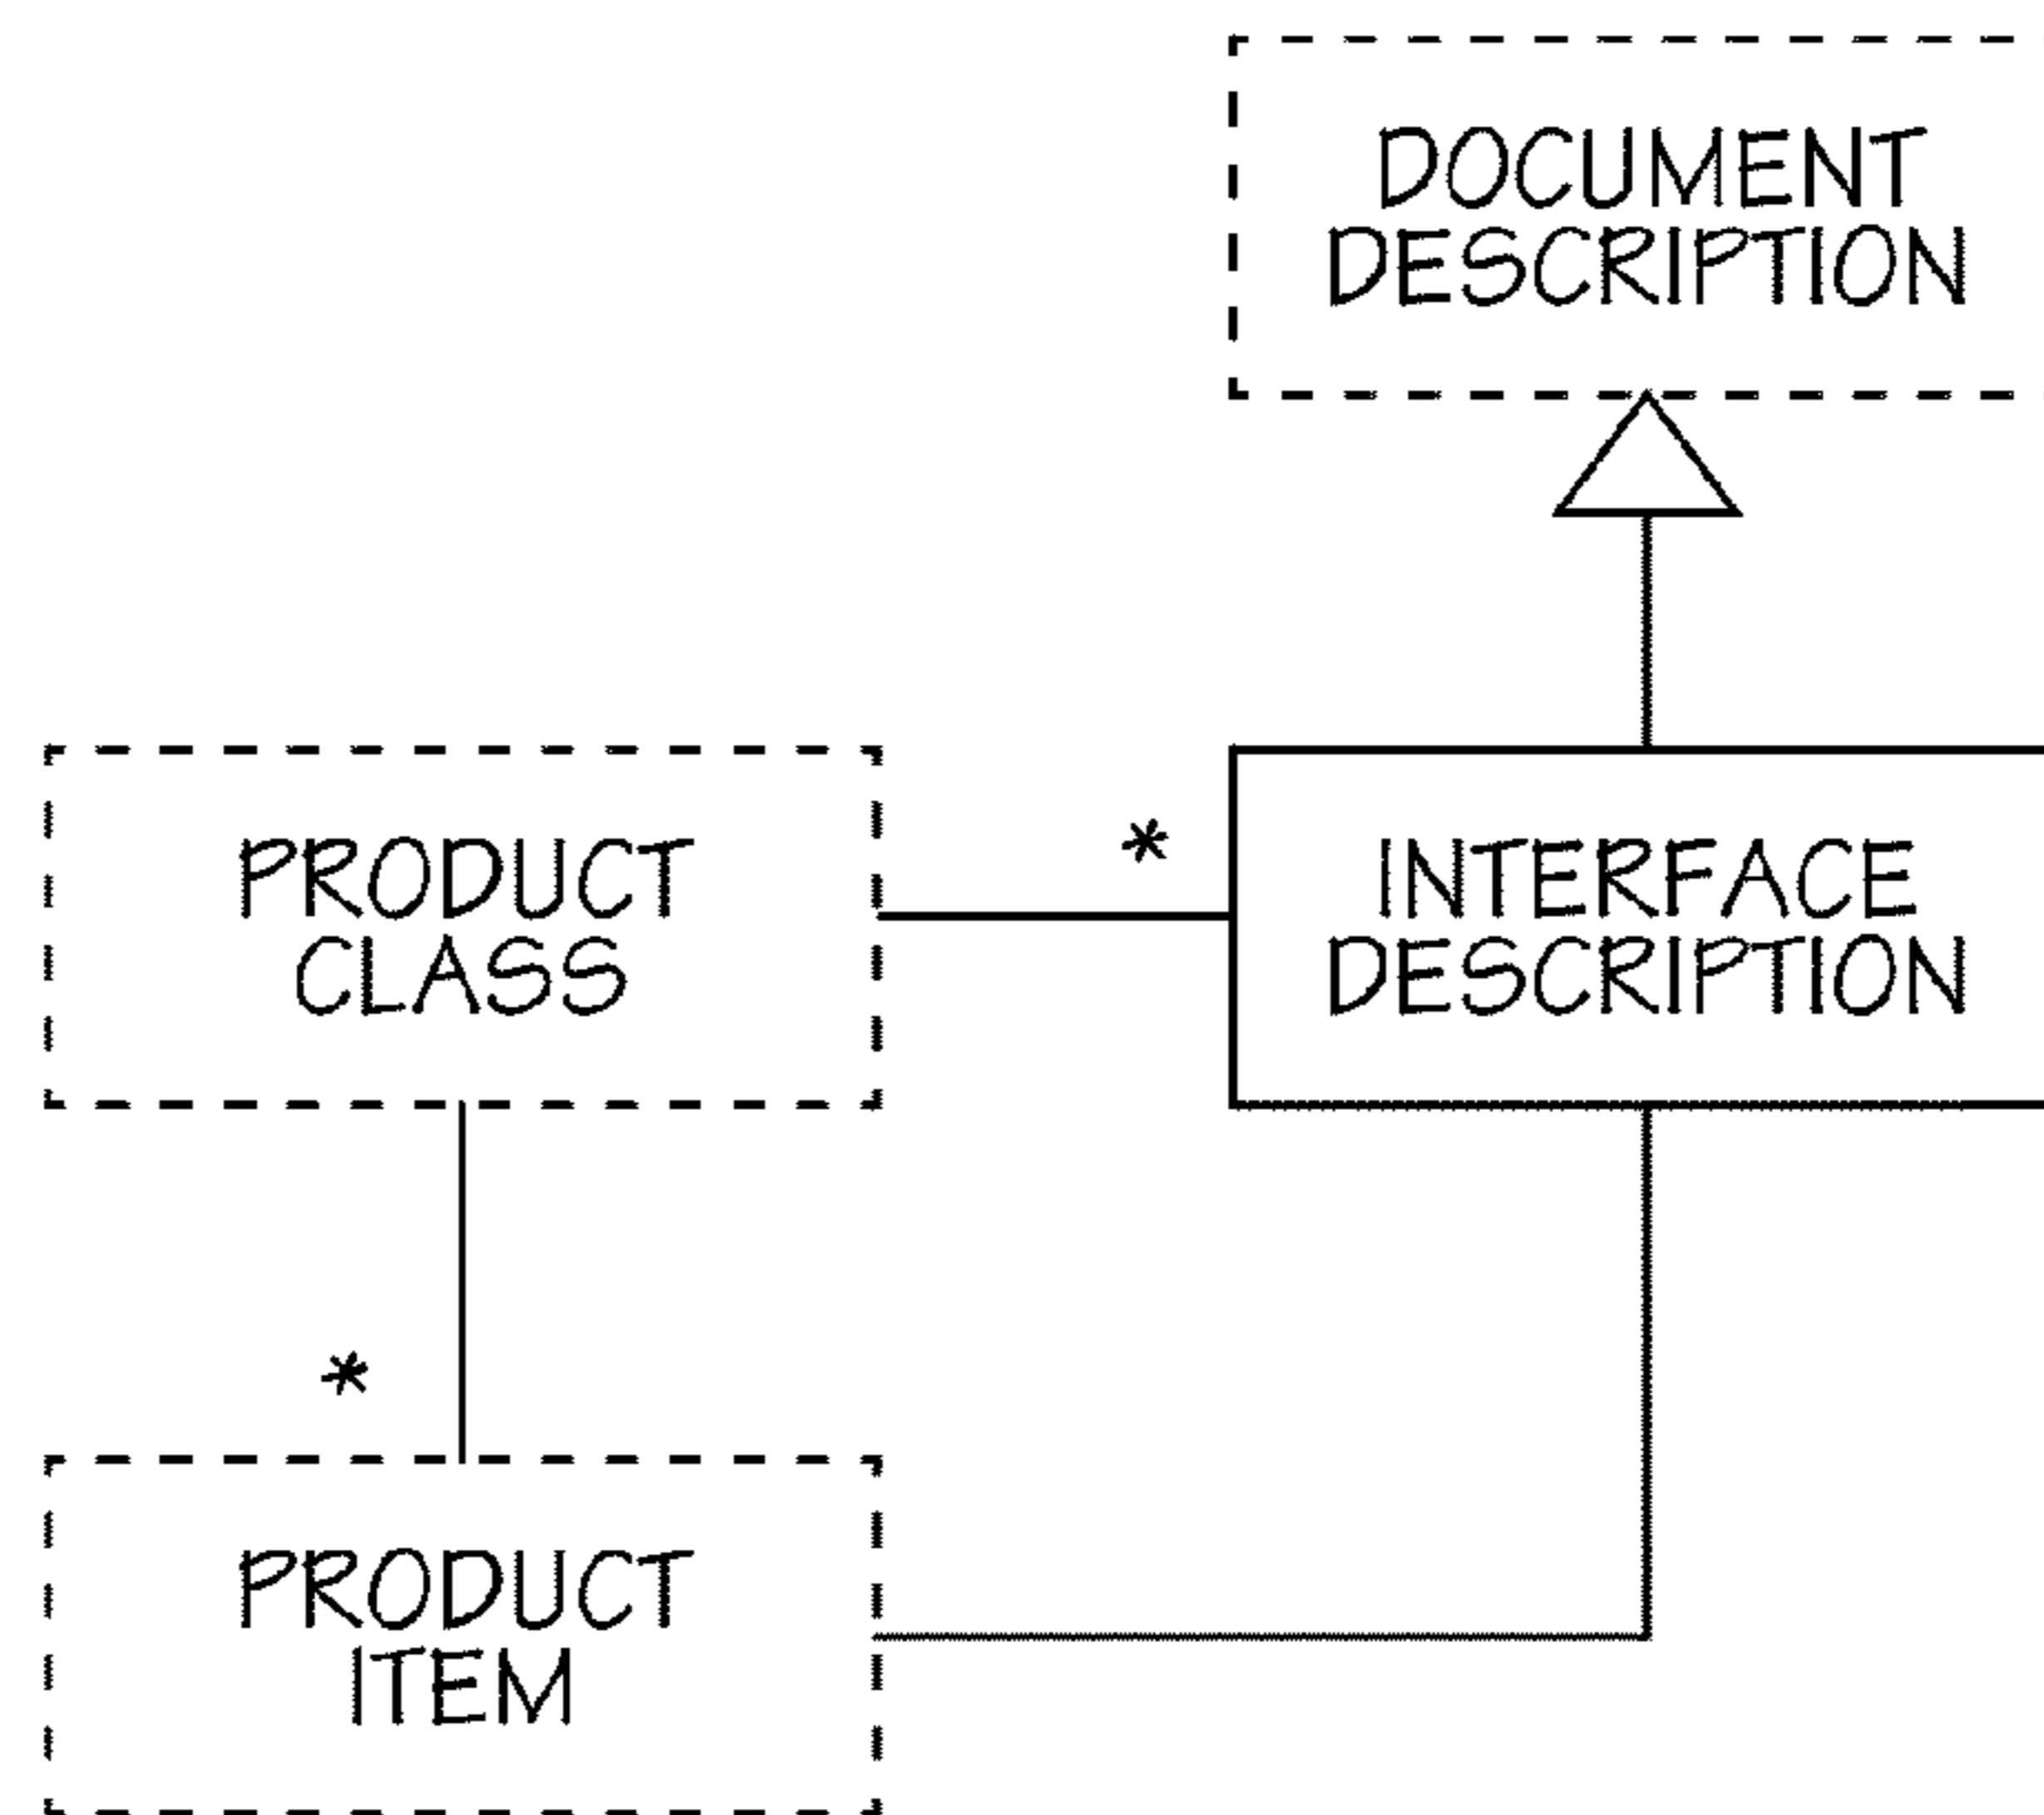 DOCUMENT
DESCRIPTION
PRODUCT
CLASS
*
INTERFACE
DESCRIPTION
*
PRODUCT
ITEM